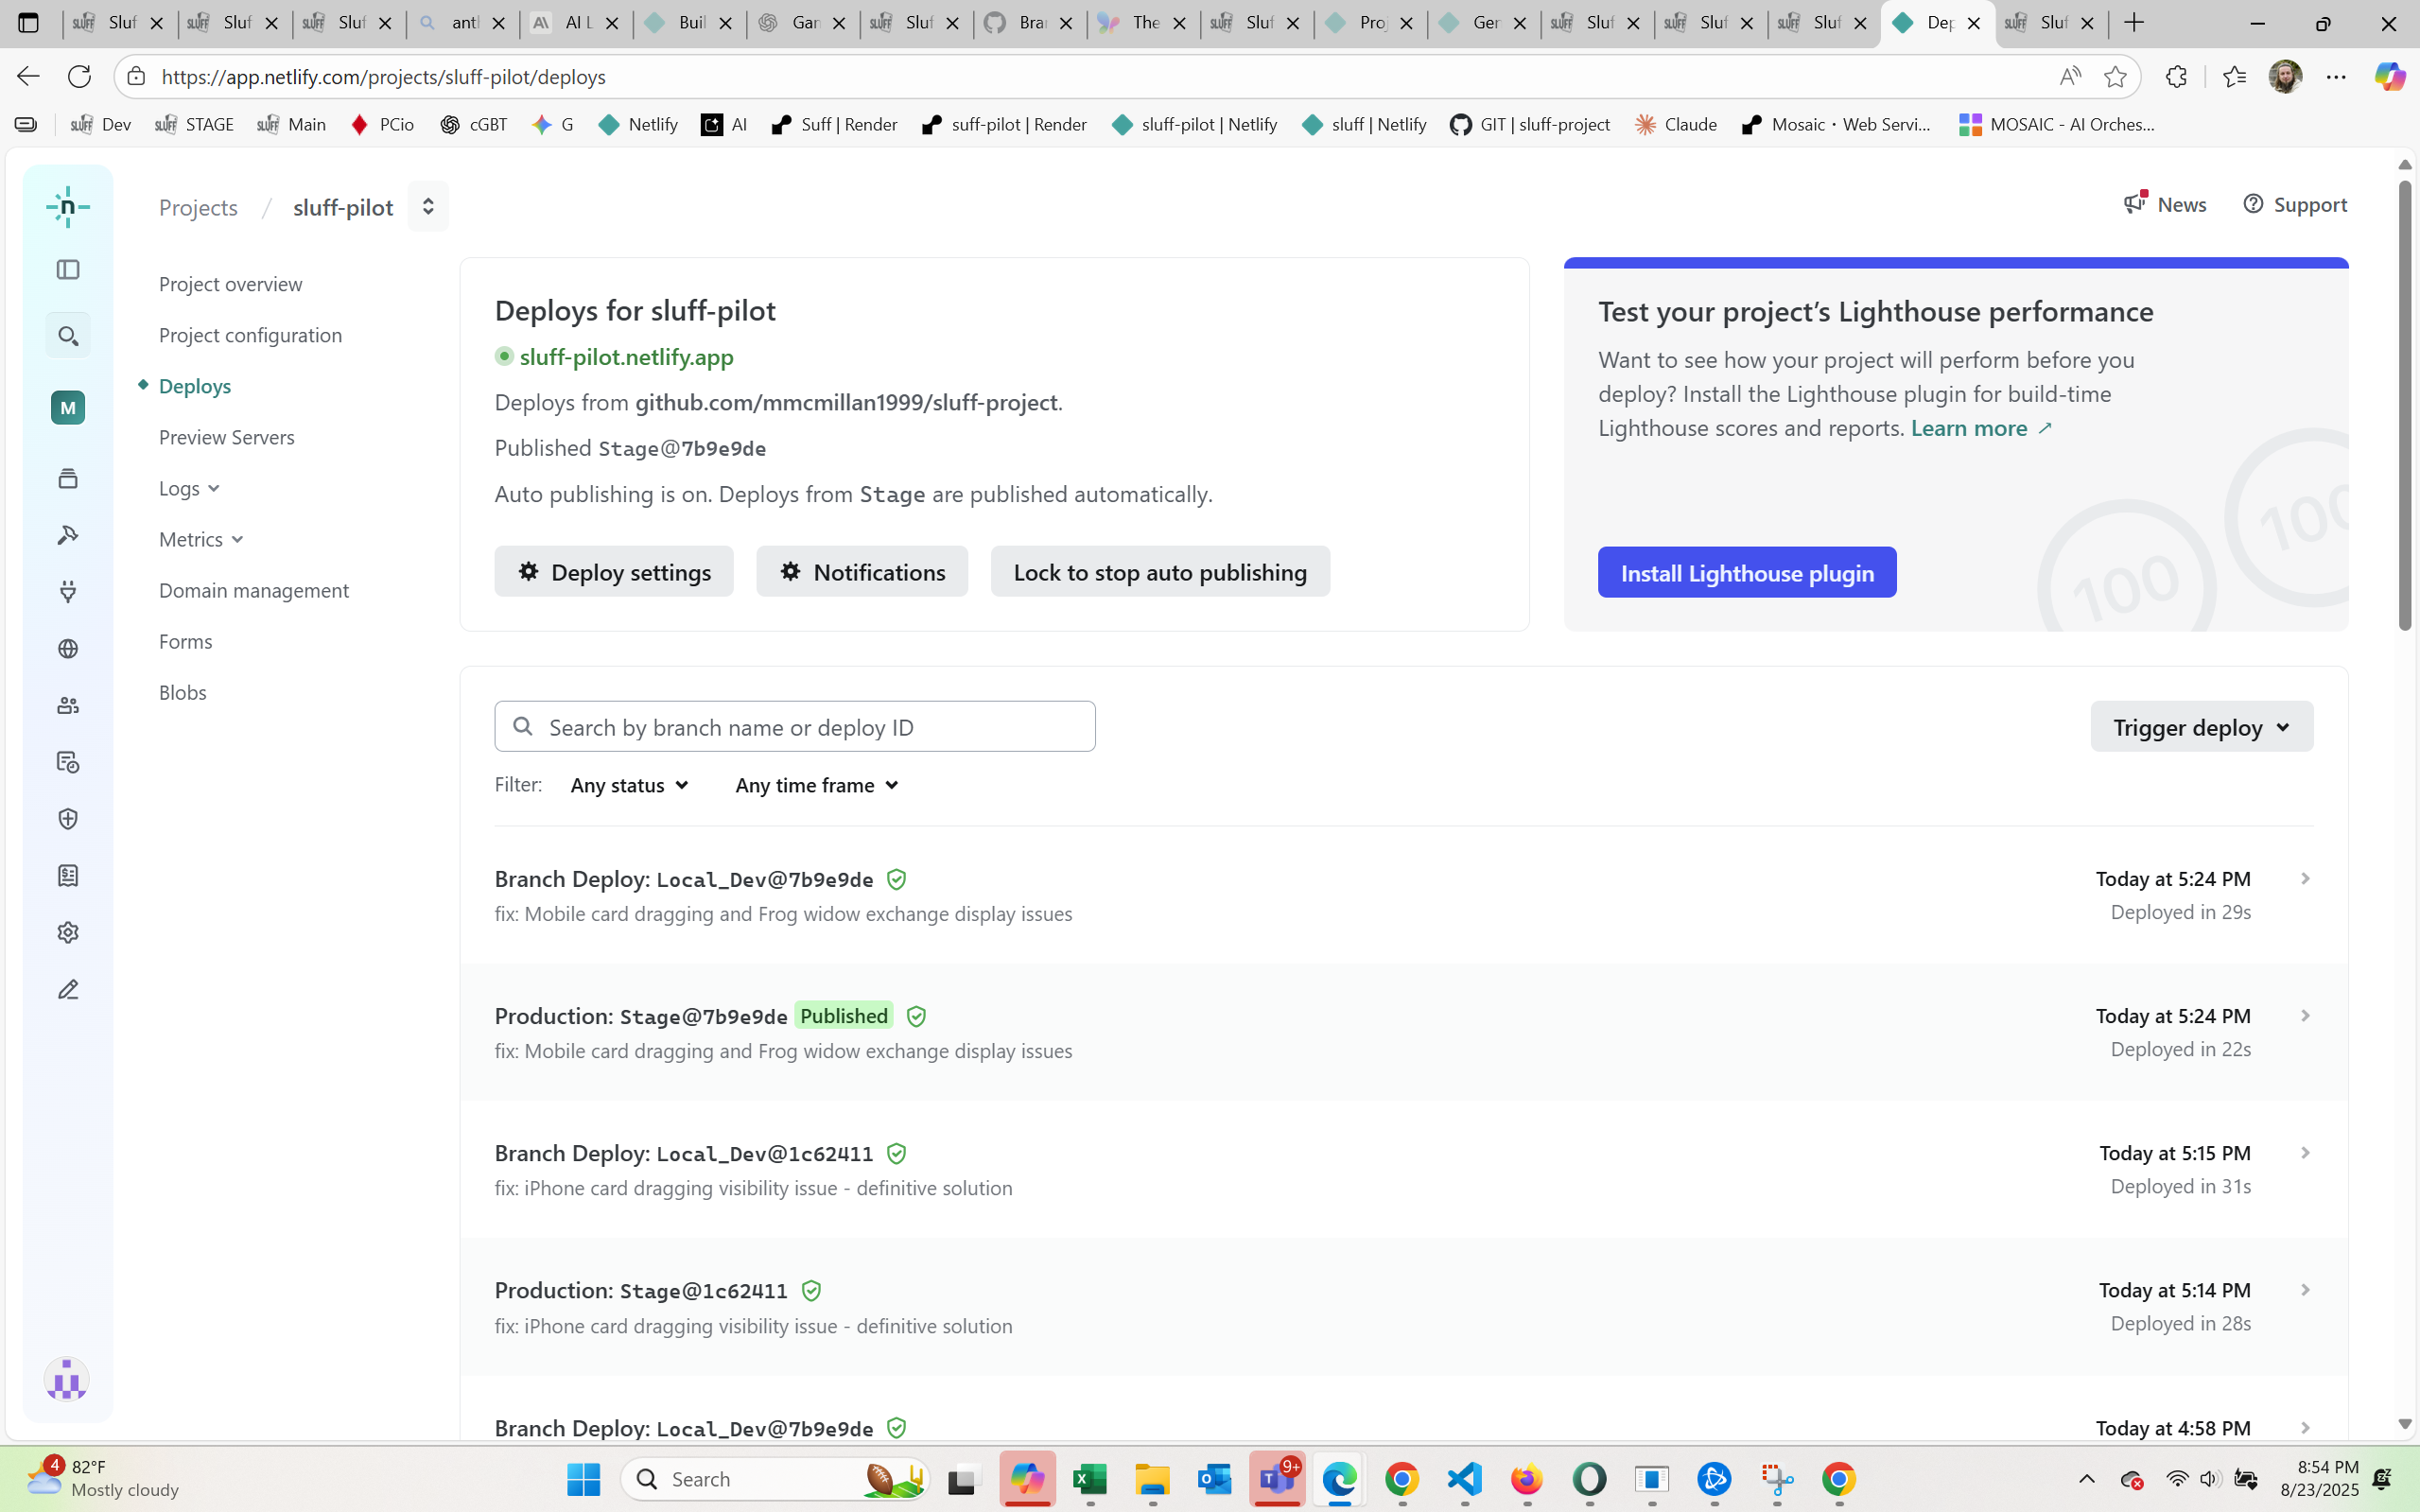 Sluf
Sluf
Sluf
antl
AI L
Buil
Gan
Sluf
Brar
The
Sluf
Proj
Ger
Sluf
Sluf
Sluf
Dep
Sluf
https://app.netlify.com/projects/sluff-pilot/deploys
Dev
STAGE
Main
PCio
cGBT
G
Netlify
AI
Suff | Render
suff-pilot | Render
sluff-pilot | Netlify
sluff | Netlify
GIT | sluff-project
Claude
Mosaic · Web Servi...
MOSAIC - AI Orches...
Projects / sluff-pilot
News
Support
Project overview
Project configuration
Deploys
M
Preview Servers
Logs
Metrics
Domain management
Forms
Blobs
Deploys for sluff-pilot
sluff-pilot.netlify.app
Deploys from github.com/mmcmillan1999/sluff-project.
Published Stage@7b9e9de
Auto publishing is on. Deploys from Stage are published automatically.
Deploy settings
Notifications
Lock to stop auto publishing
Test your project’s Lighthouse performance
Want to see how your project will perform before you
deploy? Install the Lighthouse plugin for build-time
Lighthouse scores and reports. Learn more ↗
100
100
Install Lighthouse plugin
Search by branch name or deploy ID
Trigger deploy
Filter: Any status Any time frame
Branch Deploy: Local_Dev@7b9e9de
Today at 5:24 PM
fix: Mobile card dragging and Frog widow exchange display issues
Deployed in 29s
Production: Stage@7b9e9de Published
Today at 5:24 PM
fix: Mobile card dragging and Frog widow exchange display issues
Deployed in 22s
Branch Deploy: Local_Dev@1c62411
Today at 5:15 PM
fix: iPhone card dragging visibility issue - definitive solution
Deployed in 31s
Production: Stage@1c62411
Today at 5:14 PM
fix: iPhone card dragging visibility issue - definitive solution
Deployed in 28s
Branch Deploy: Local_Dev@7b9e9de
Today at 4:58 PM
4
82°F
Mostly cloudy
Search
9+
8:54 PM
8/23/2025